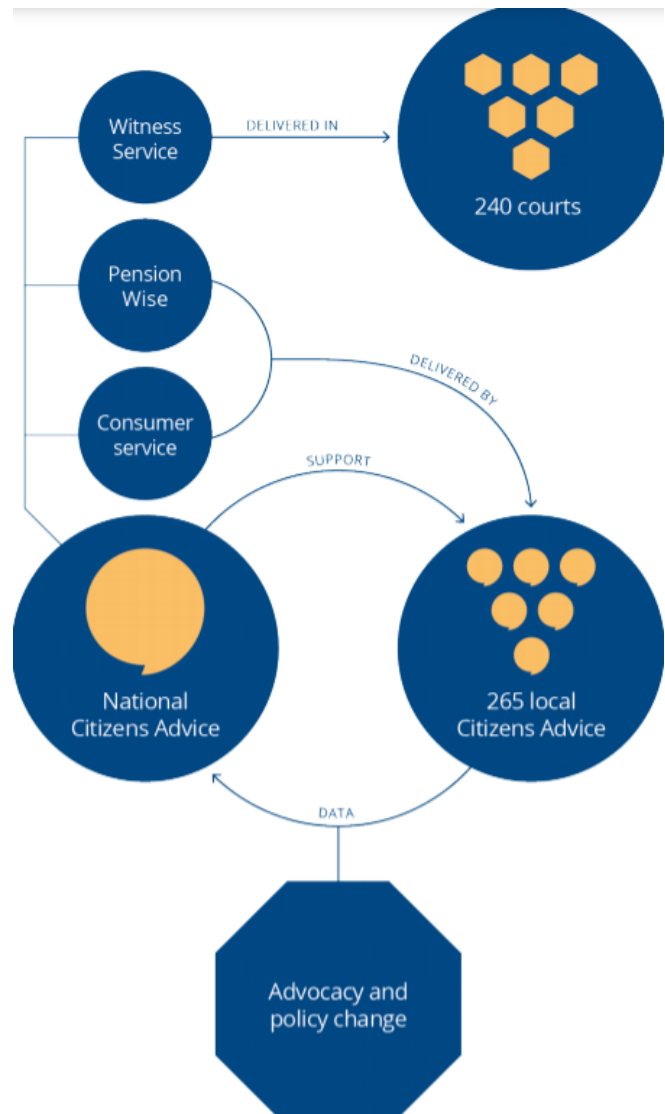 Witness
Service
DELIVERED IN
240 courts
Pension
Wise
DELIVERED BY
Consumer
service
SUPPORT
National
Citizens Advice
265 local
Citizens Advice
DATA
Advocacy and
policy change